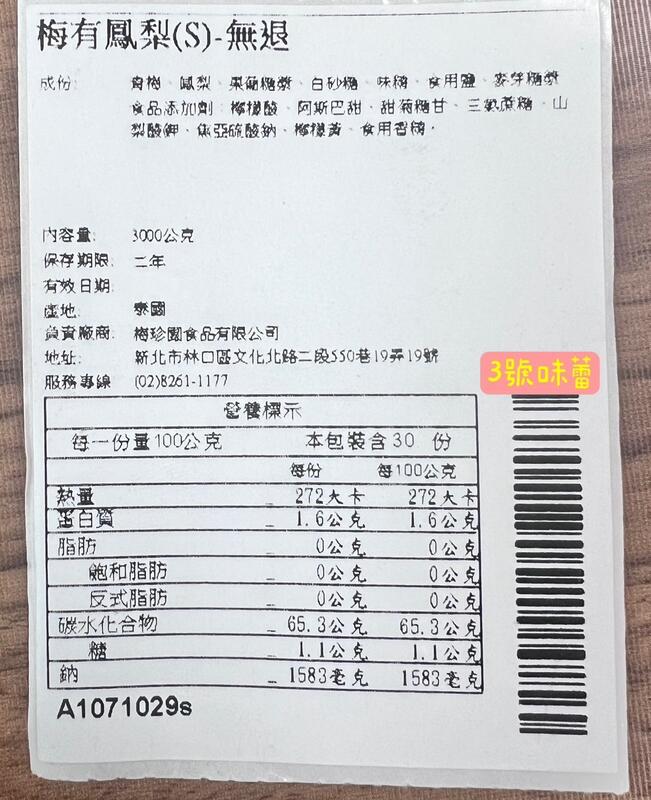 梅有鳳梨(S)-無退
成份: 青梅、鳳梨、果葡糖漿、白砂糖、味精、食用鹽、麥芽糖漿
食品添加劑:檸檬酸、阿斯巴甜、甜菊糖甘、三氯蔗糖、山
梨酸鉀、焦亞硫酸鈉、檸檬黃、食用香精。
內容量: 3000公克
保存期限: 二年
有效日期:
產地: 泰國
負責廠商: 梅珍園食品有限公司
地址: 新北市林口區文化北路二段550巷19弄19號
服務專線 (02)8261-1177
3號味蕾
營養標示
每一份量100公克 本包裝含30 份
每份 每100公克
熱量 272大卡 272大卡
蛋白質 1.6公克 1.6公克
脂肪 0公克 0公克
飽和脂肪 0公克 0公克
反式脂肪 0公克 0公克
碳水化合物 65.3公克 65.3公克
糖 1.1公克 1.1公克
鈉 1583毫克 1583毫克
A1071029s